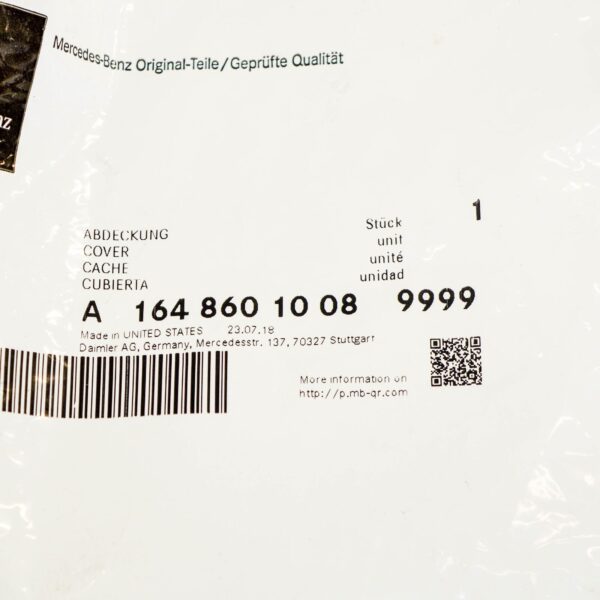 Mercedes-Benz Original-Teile/Geprüfte Qualität
nz
ABDECKUNG
COVER
CACHE
CUBIERTA
Stück 1
unit
unité
unidad
A 164 860 10 08 9999
Made in UNITED STATES 23.07.18
Daimler AG, Germany, Mercedesstr. 137, 70327 Stuttgart
More information on
http://p.mb-qr.com